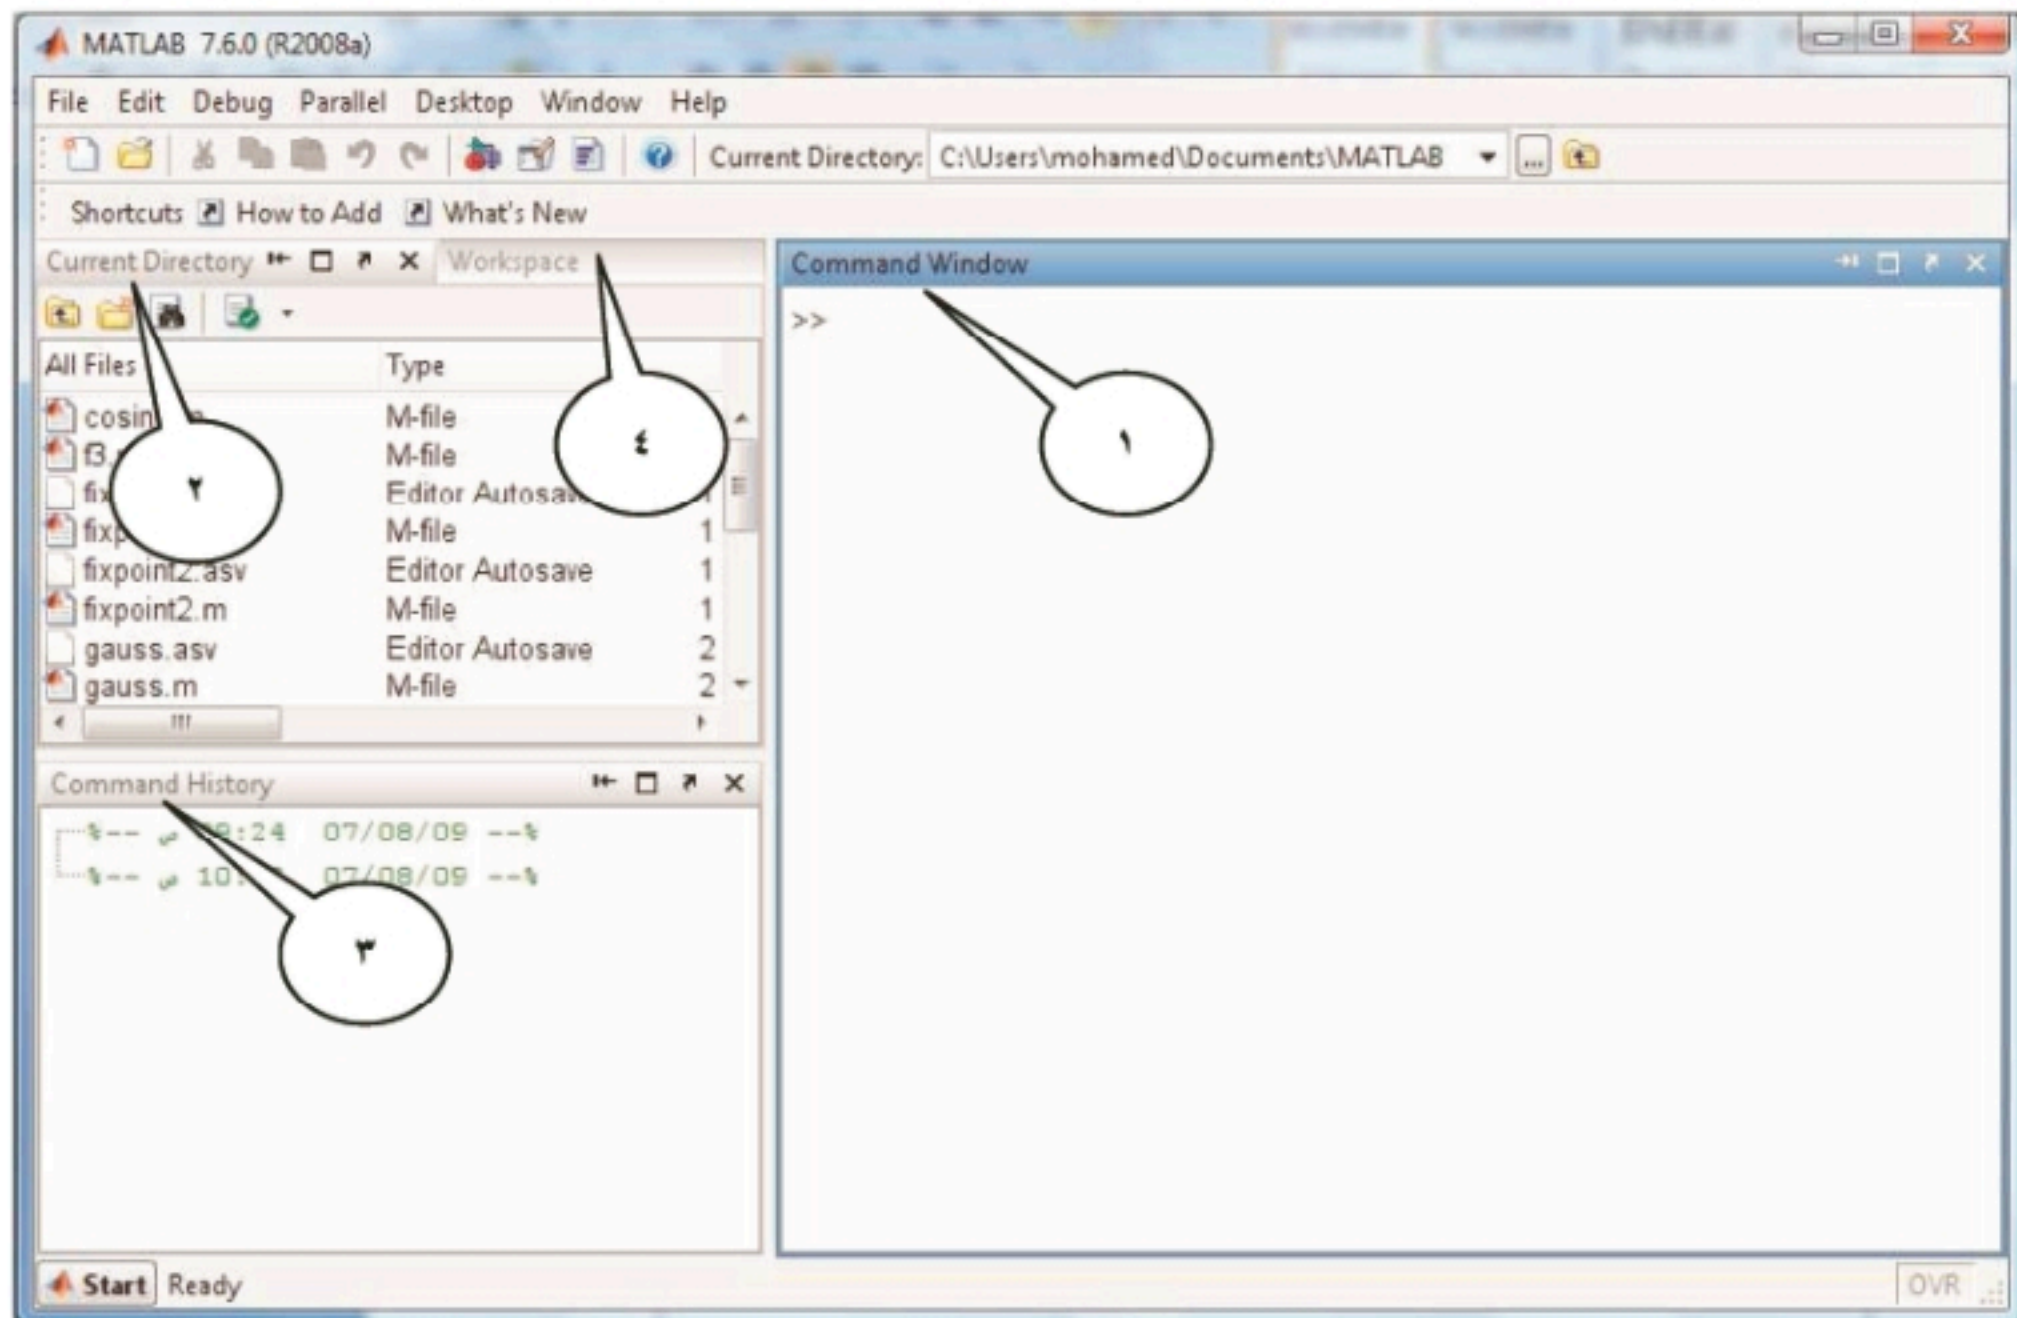 MATLAB 7.6.0 (R2008a)
File Edit Debug Parallel Desktop Window Help
Current Directory: C:\Users\mohamed\Documents\MATLAB
Shortcuts How to Add What's New
Current Directory Workspace
All Files Type
M-file
M-file
Editor Autosave
M-file 1
fixpoint2.asv Editor Autosave 1
fixpoint2.m M-file 1
gauss.asv Editor Autosave 2
gauss.m M-file 2
٢
٤
Command History
%-- ص 07/08/09 --%
%-- ص 07/08/09 --%
٣
Command Window
>>
١
Start Ready
OVR